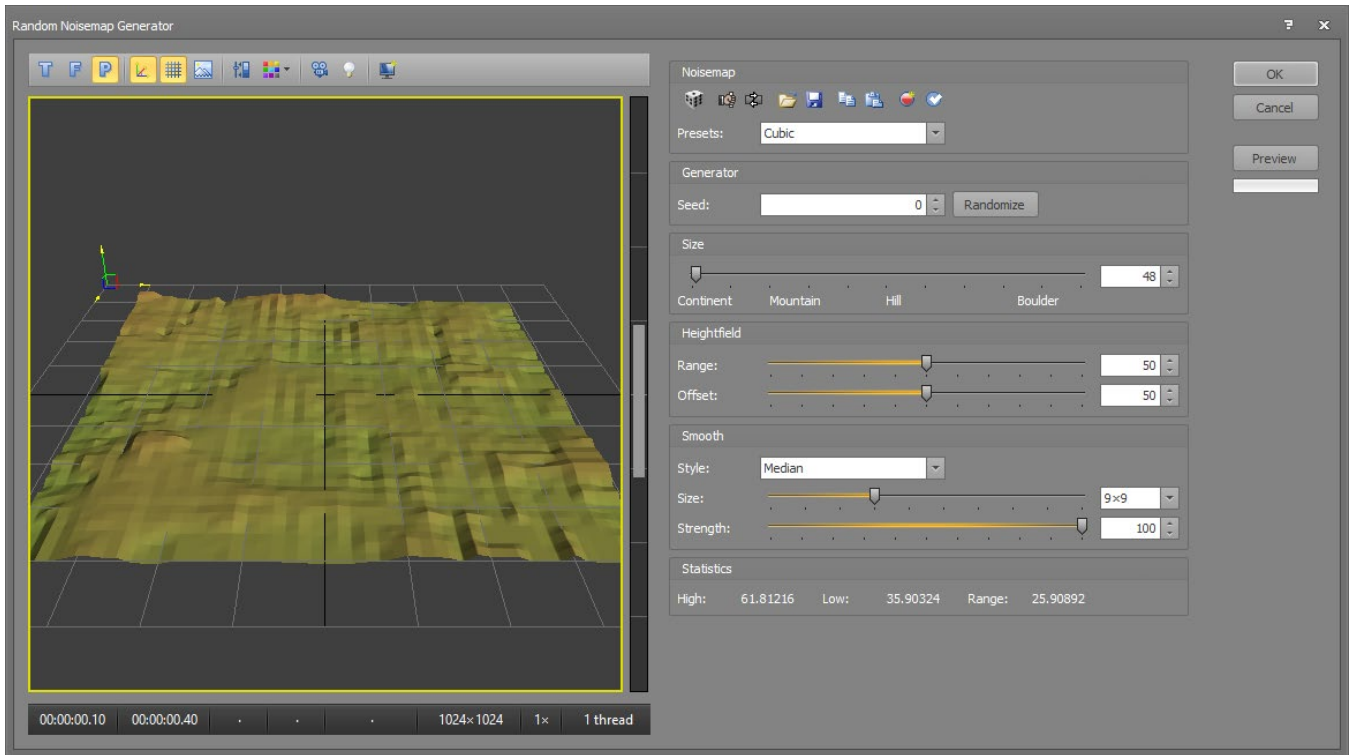 Random Noisemap Generator
? x
T F P
Noisemap
OK
Cancel
Presets: Cubic
Preview
Generator
Seed: 0 Randomize
Size
48
Continent Mountain Hill Boulder
Heightfield
Range: 50
Offset: 50
Smooth
Style: Median
Size: 9×9
Strength: 100
Statistics
High: 61.81216 Low: 35.90324 Range: 25.90892
00:00:00.10 00:00:00.40 · · · 1024×1024 1× 1 thread